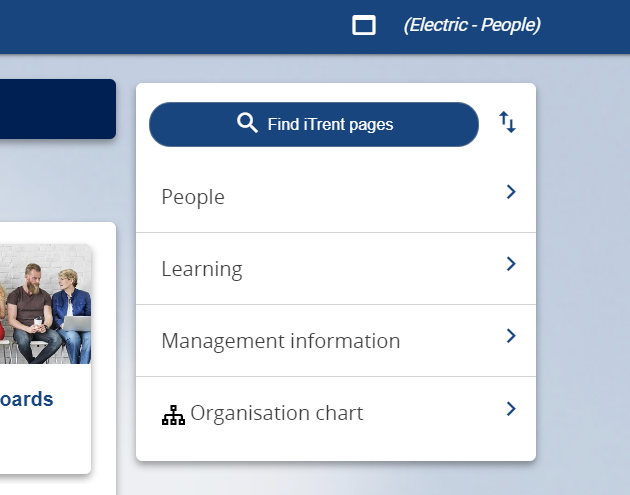 (Electric - People)
Find iTrent pages
People
Learning
Management information
oards
Organisation chart